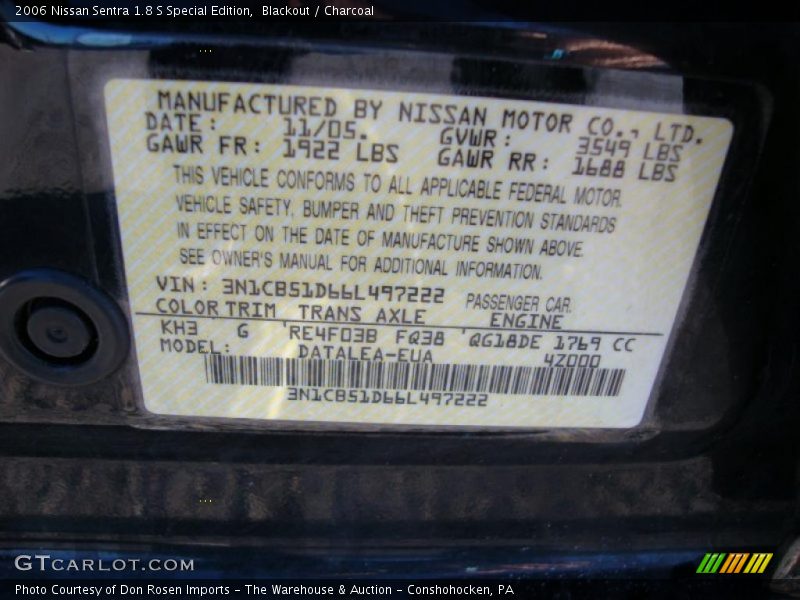 2006 Nissan Sentra 1.8 S Special Edition,  Blackout / Charcoal
MANUFACTURED BY NISSAN MOTOR CO., LTD.
DATE: 11/05. GVWR: 3549 LBS
GAWR FR: 1922 LBS GAWR RR: 1688 LBS
THIS VEHICLE CONFORMS TO ALL APPLICABLE FEDERAL MOTOR
VEHICLE SAFETY, BUMPER AND THEFT PREVENTION STANDARDS
IN EFFECT ON THE DATE OF MANUFACTURE SHOWN ABOVE.
SEE OWNER'S MANUAL FOR ADDITIONAL INFORMATION.
VIN: 3N1CB51D66L497222 PASSENGER CAR.
COLOR TRIM TRANS AXLE ENGINE
KH3 G 'RE4F03B FQ38 'QG18DE 1769 CC
MODEL: DATALEA-EUA 4Z000
3N1CB51D66L497222
GTCARLOT.COM
Photo Courtesy of Don Rosen Imports - The Warehouse & Auction - Conshohocken, PA